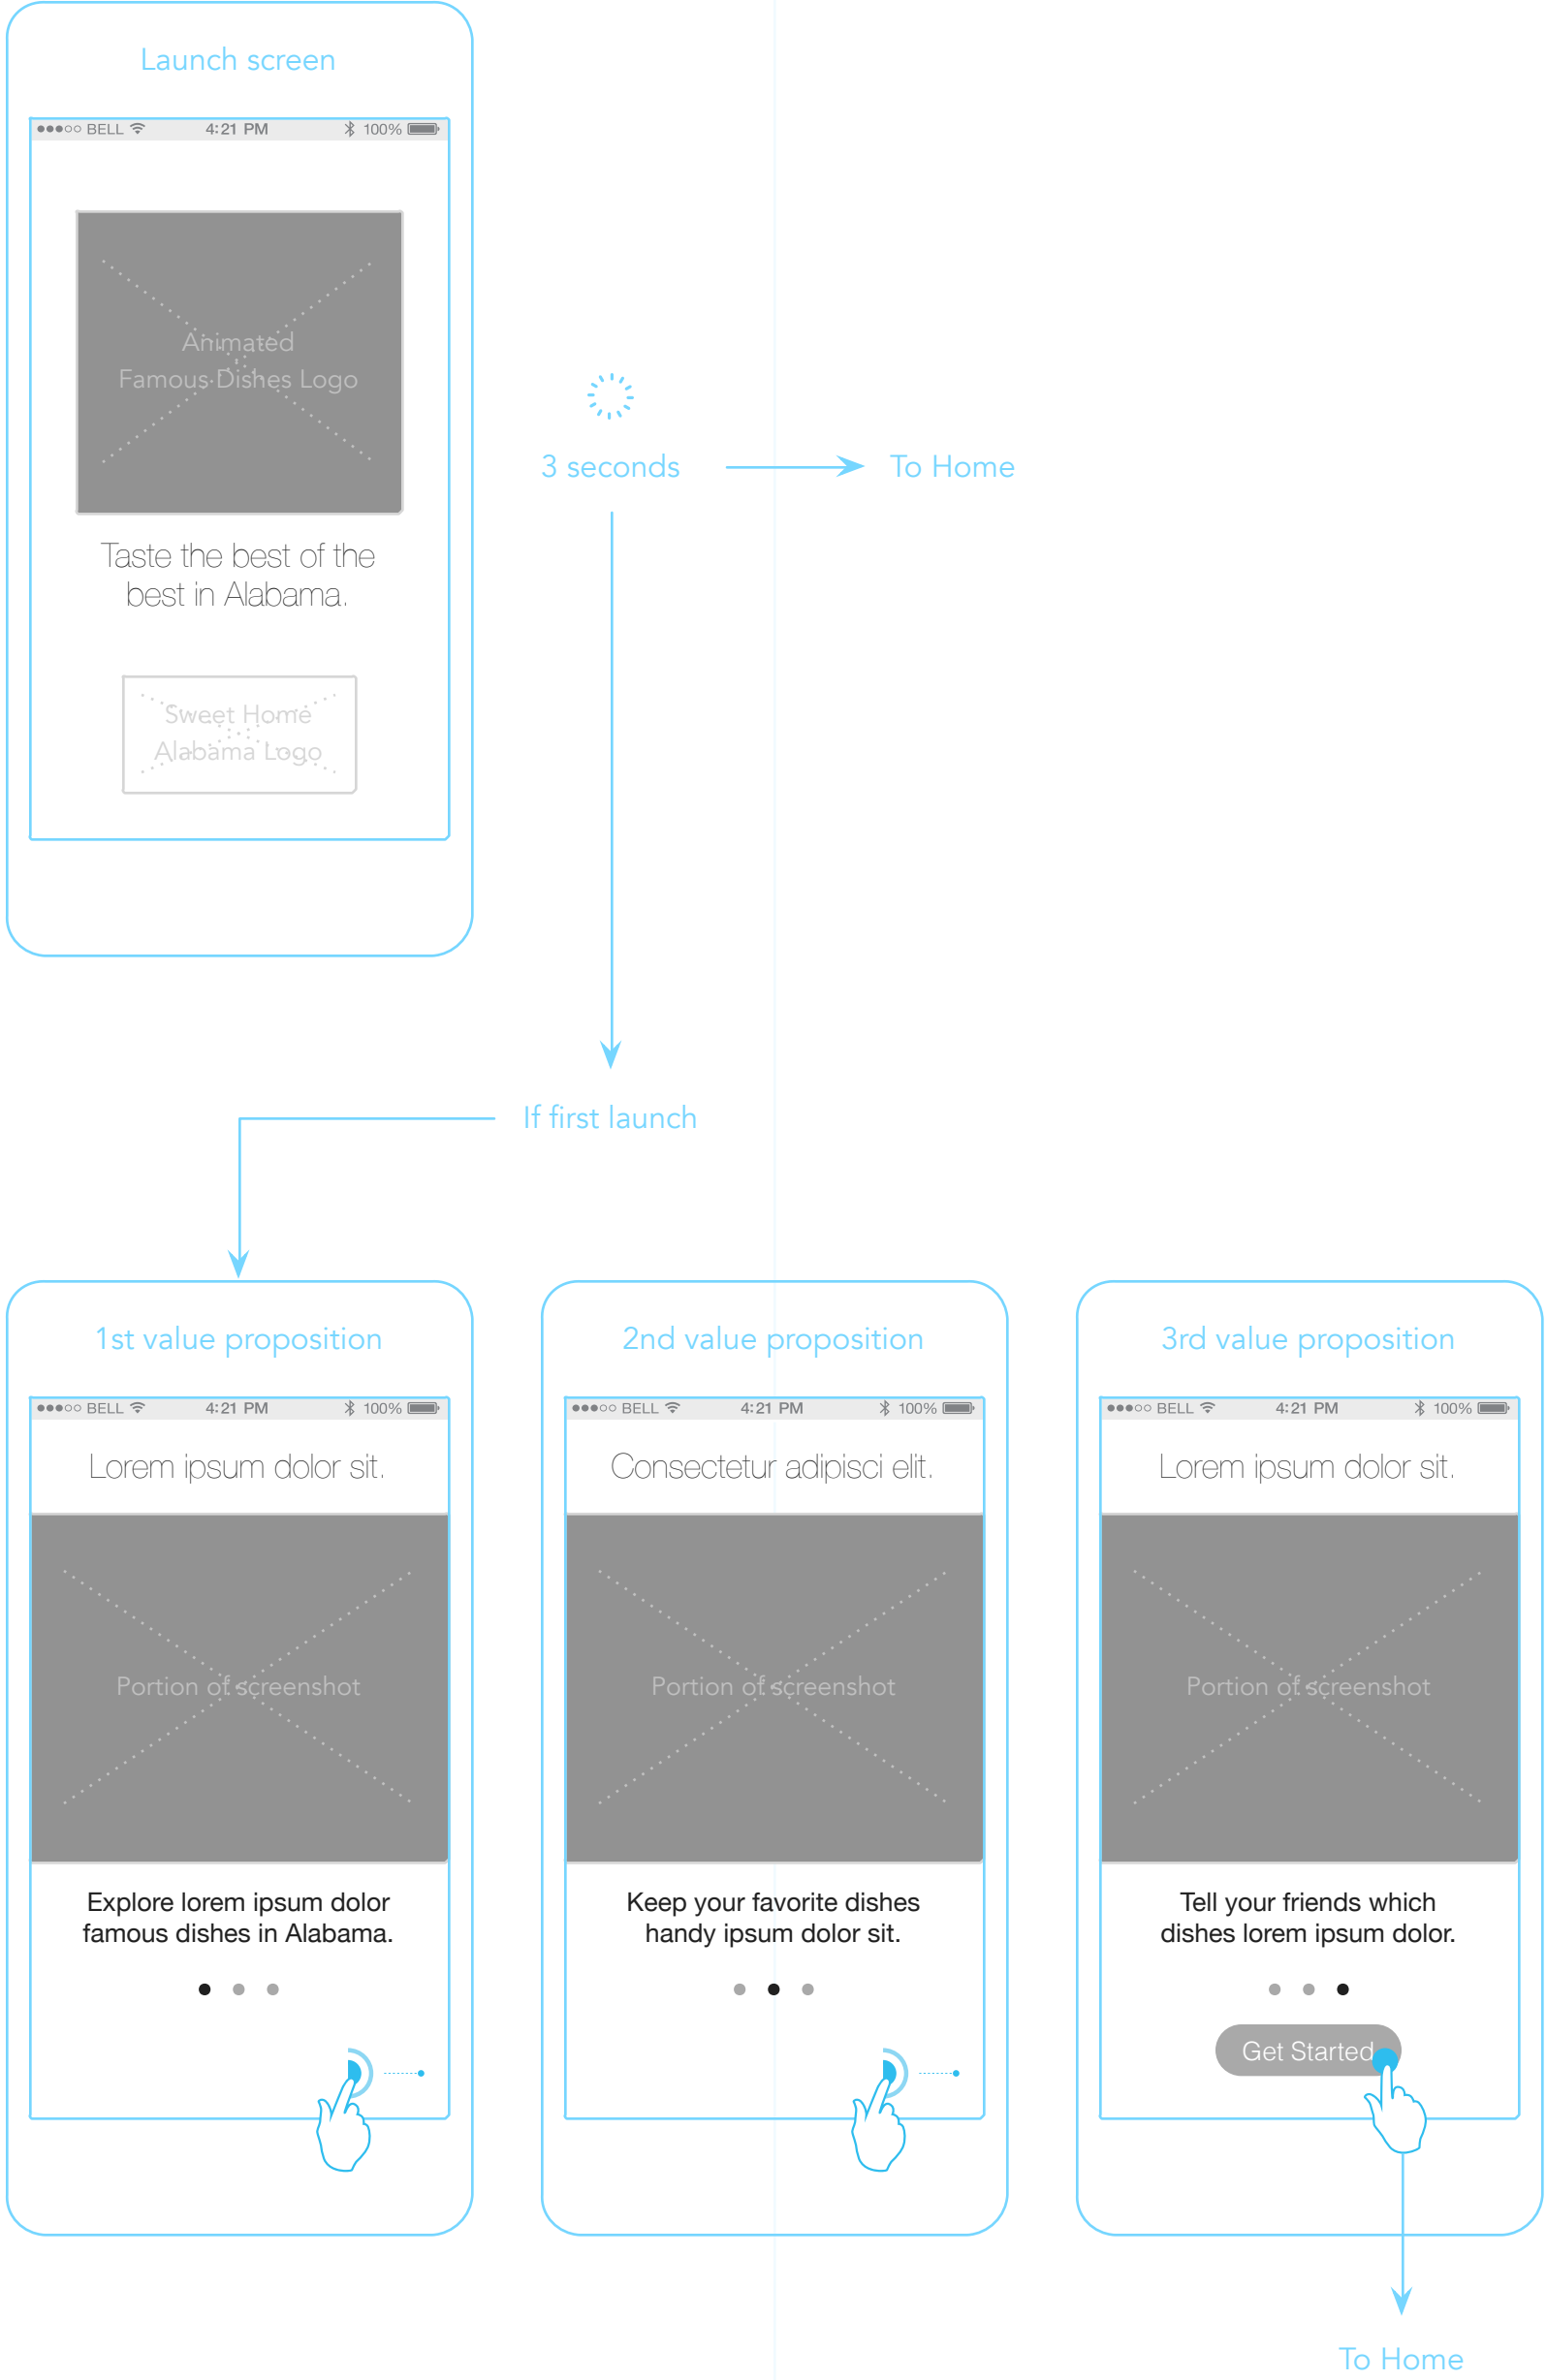 Launch screen
BELL 4:21 PM 100%
Animated
Famous Dishes Logo
3 seconds
To Home
Taste the best of the
best in Alabama.
Sweet Home
Alabama Logo
If first launch
1st value proposition
BELL 4:21 PM 100%
Lorem ipsum dolor sit.
Portion of screenshot
Explore lorem ipsum dolor
famous dishes in Alabama.
2nd value proposition
BELL 4:21 PM 100%
Consectetur adipisci elit.
Portion of screenshot
Keep your favorite dishes
handy ipsum dolor sit.
3rd value proposition
BELL 4:21 PM 100%
Lorem ipsum dolor sit.
Portion of screenshot
Tell your friends which
dishes lorem ipsum dolor.
Get Started
To Home